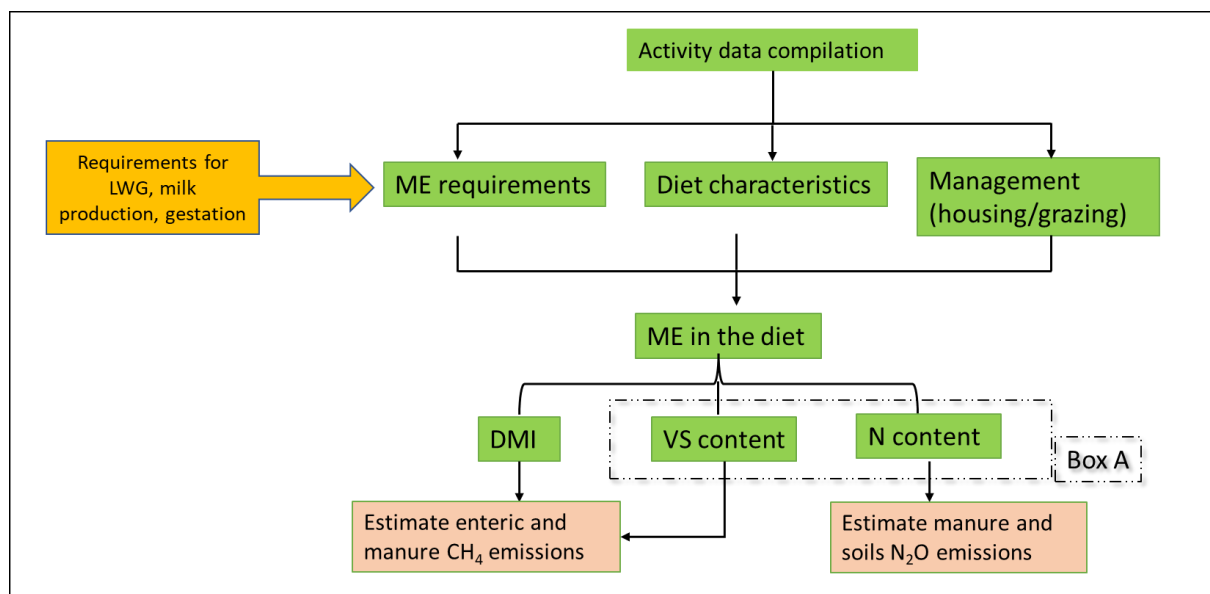 Activity data compilation
Requirements for
LWG, milk
production, gestation
ME requirements
Diet characteristics
Management
(housing/grazing)
ME in the diet
DMI
VS content
N content
Box A
Estimate enteric and
manure CH₄ emissions
Estimate manure and
soils N₂O emissions